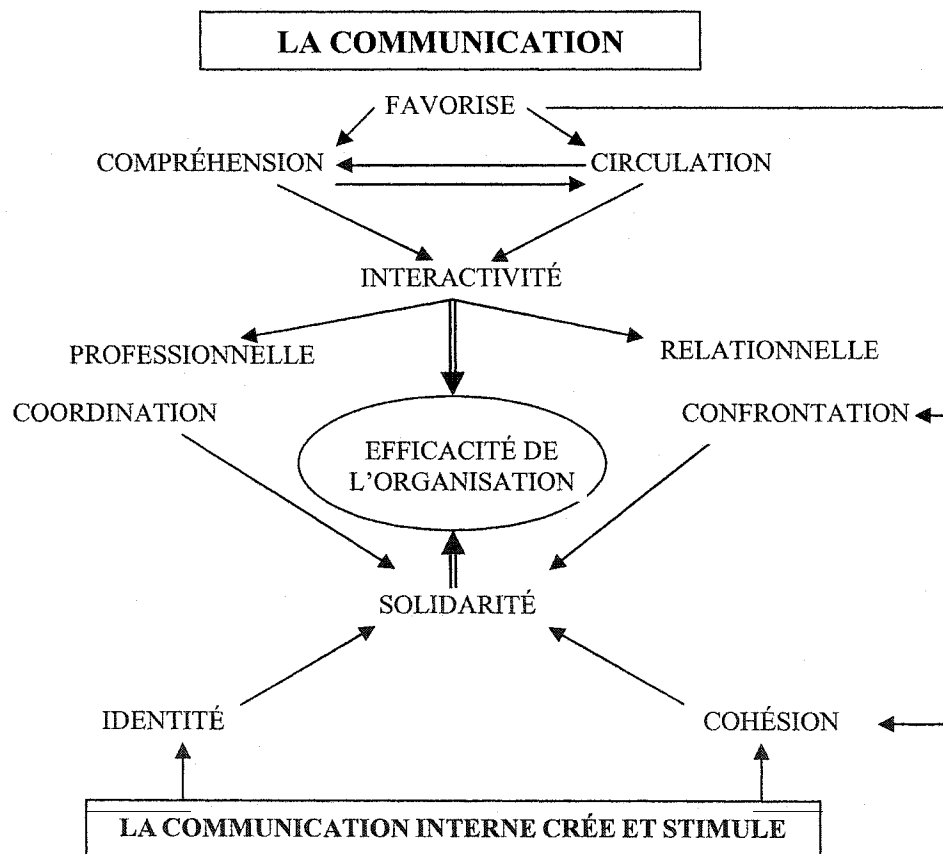 LA COMMUNICATION
FAVORISE
COMPRÉHENSION
CIRCULATION
INTERACTIVITÉ
PROFESSIONNELLE
RELATIONNELLE
COORDINATION
CONFRONTATION
EFFICACITÉ DE
L'ORGANISATION
SOLIDARITÉ
IDENTITÉ
COHÉSION
LA COMMUNICATION INTERNE CRÉE ET STIMULE